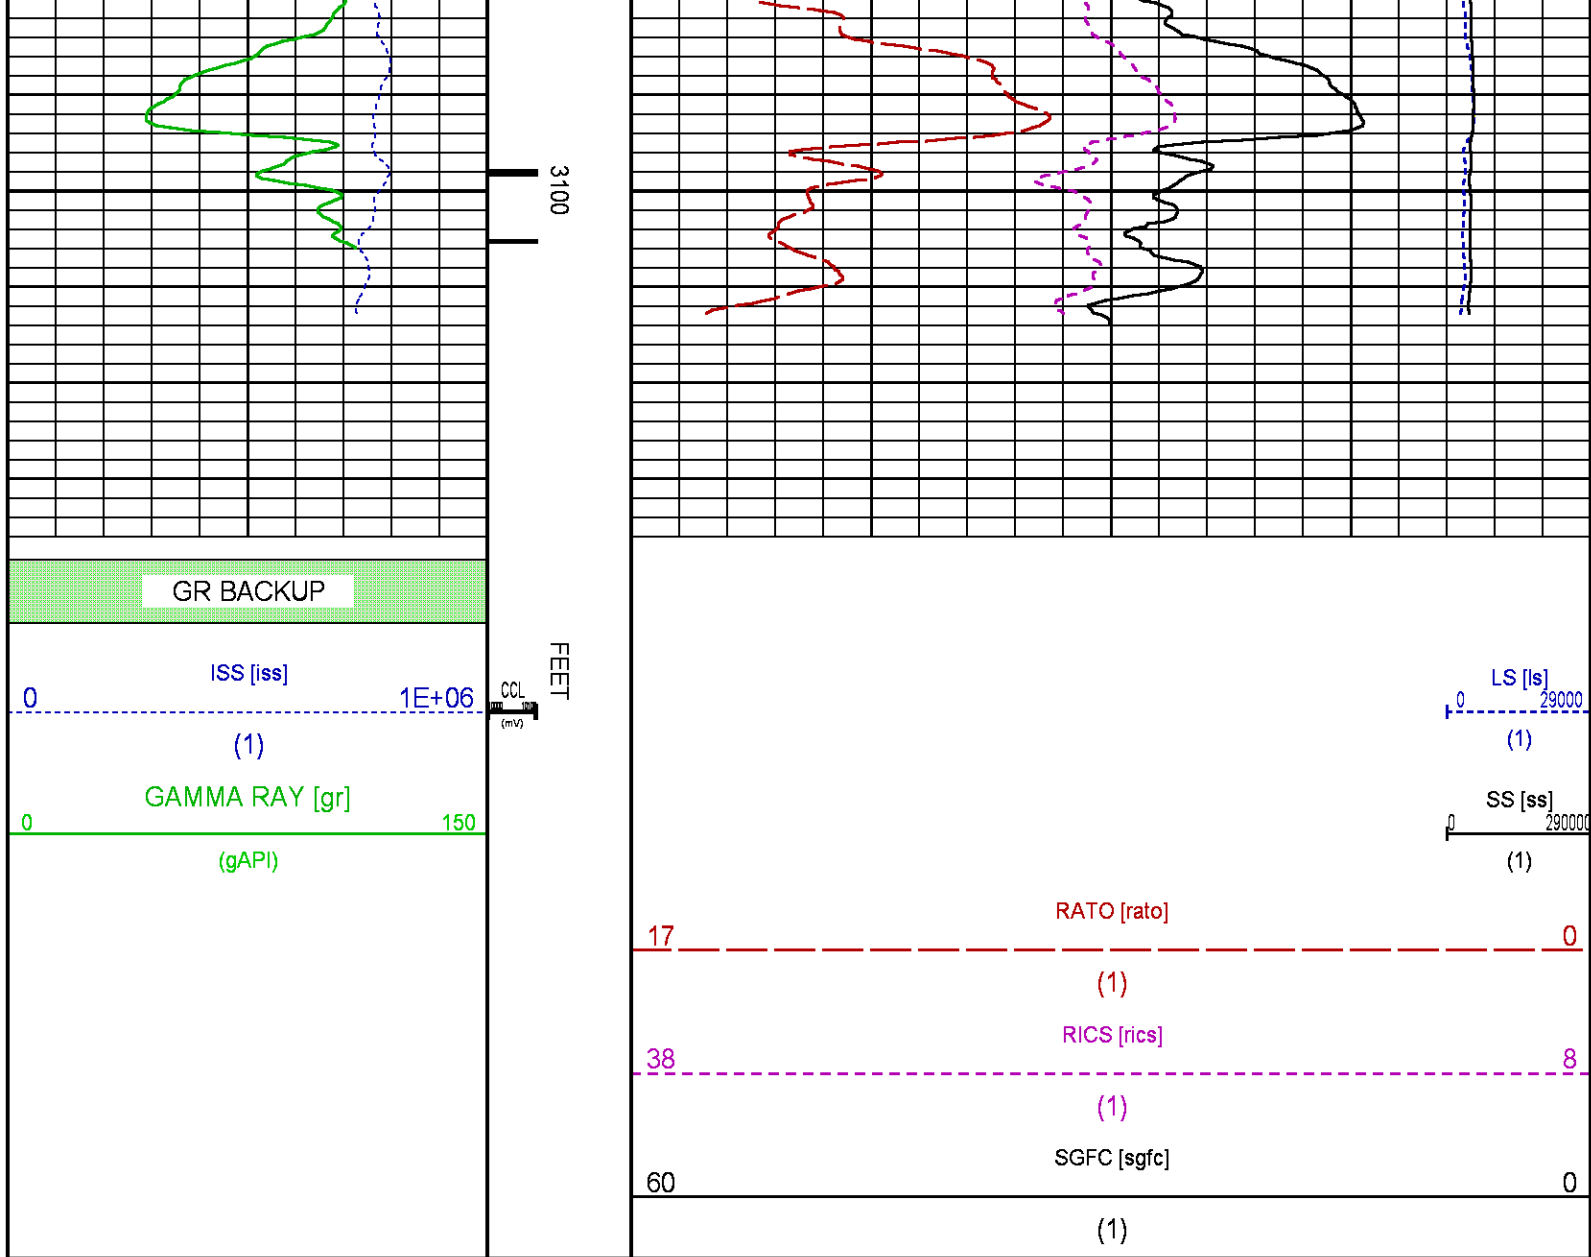 3100
GR BACKUP
FEET
ISS [iss]
0 1E+06
(1)
CCL
(mV)
GAMMA RAY [gr]
0 150
(gAPI)
LS [ls]
0 29000
(1)
SS [ss]
0 290000
(1)
RATO [rato]
17 0
(1)
RICS [rics]
38 8
(1)
SGFC [sgfc]
60 0
(1)